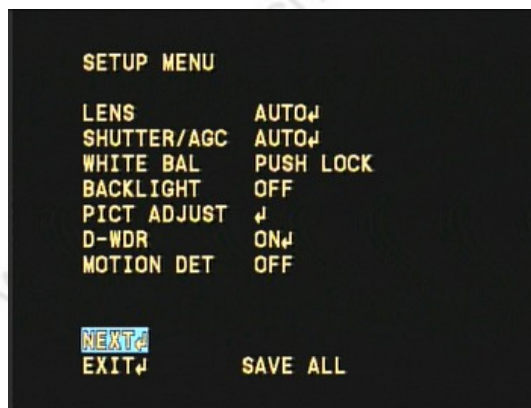 SETUP MENU
LENS AUTO↲
SHUTTER/AGC AUTO↲
WHITE BAL PUSH LOCK
BACKLIGHT OFF
PICT ADJUST ↲
D-WDR ON↲
MOTION DET OFF
NEXT↲
EXIT↲ SAVE ALL